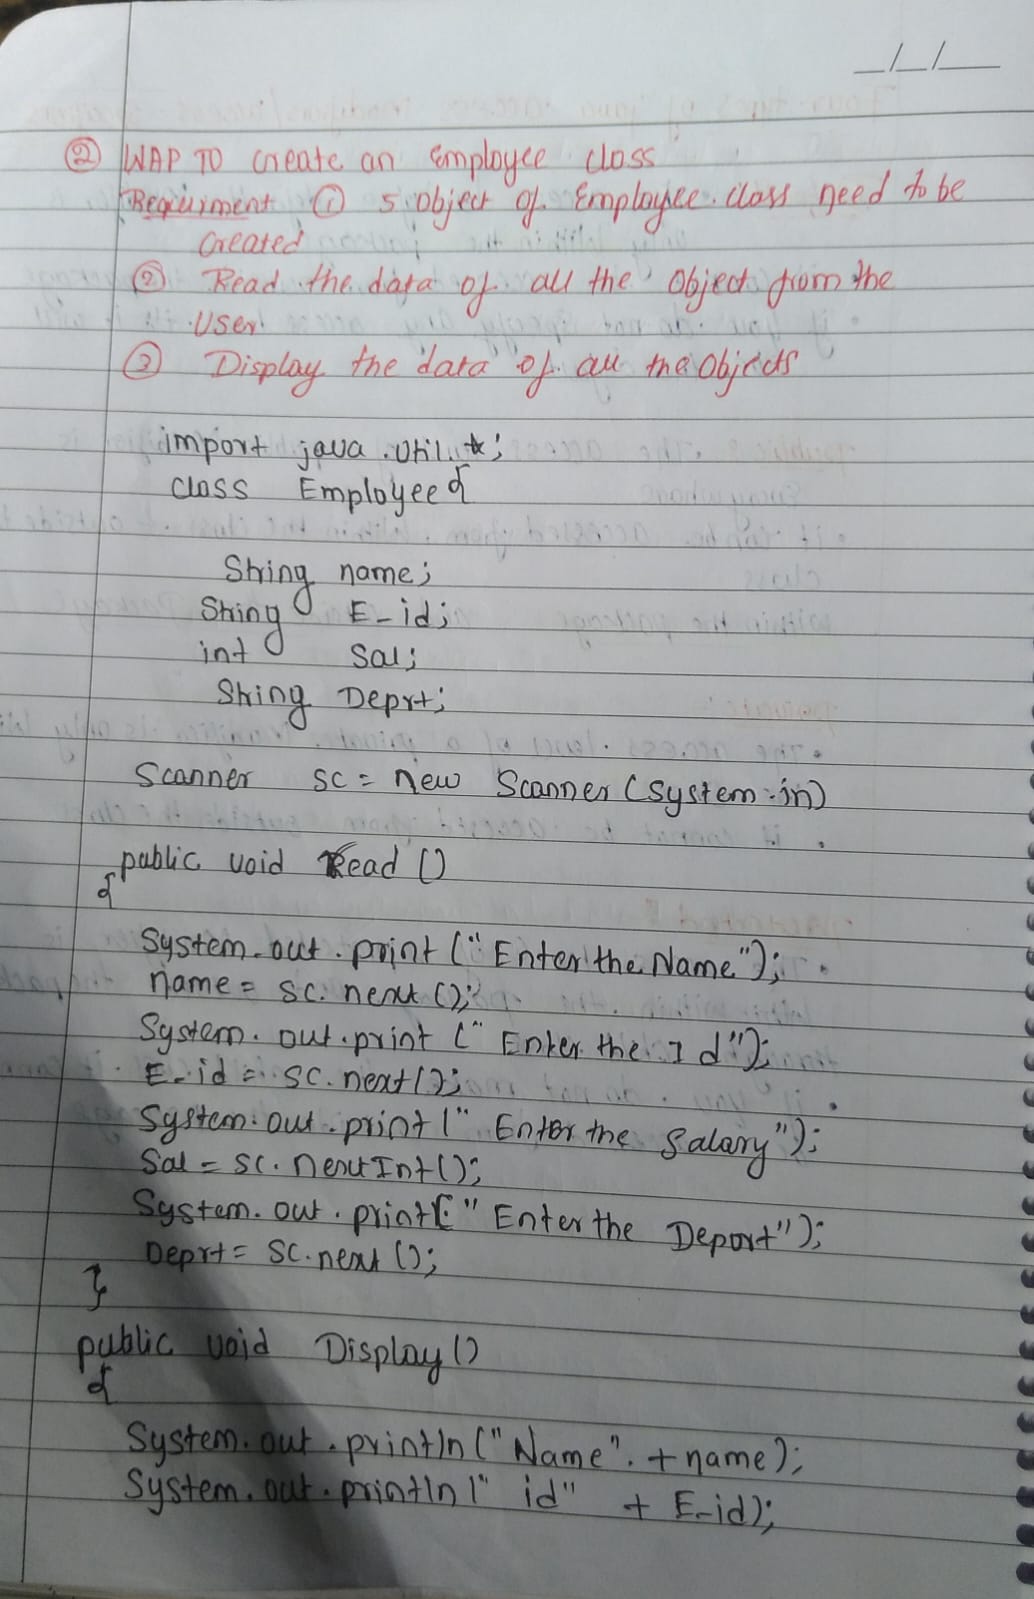 _/_/_
② WAP TO create an employee class
Requirment ① 5 object of Employee class need to be
created
② Read the data of all the Object from the
User
③ Display the data of all the Objects
import java.util.*;
class Employee{
String name;
String E_id;
int Sal;
String Deprt;
Scanner sc = new Scanner (System.in)
public void Read ()
{
System.out.print ("Enter the Name");
name = sc.next ();
System.out.print (" Enter the Id");
E_id = sc.next();
System.out.print (" Enter the Salary");
Sal = sc.nextInt();
System.out.print (" Enter the Deport");
Deprt = sc.next ();
}
public void Display ()
{
System.out.println ("Name" + name);
System.out.println (" id" + E_id);